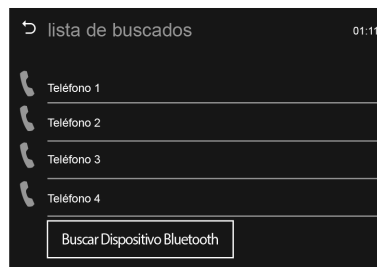 lista de buscados
01:11
Teléfono 1
Teléfono 2
Teléfono 3
Teléfono 4
Buscar Dispositivo Bluetooth